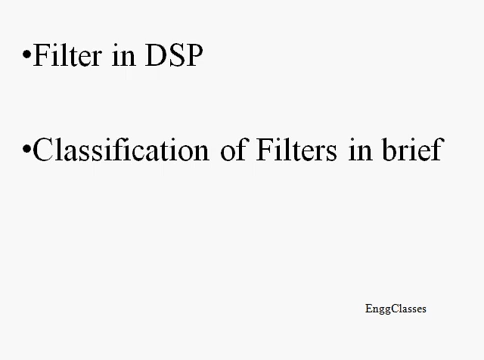 •Filter in DSP
•Classification of Filters in brief
EnggClasses